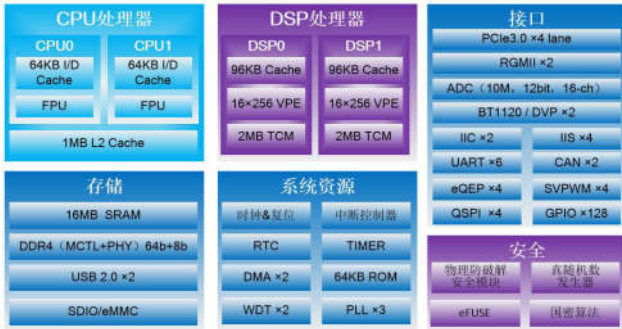 CPU处理器
CPU0
CPU1
64KB I/D
Cache
64KB I/D
Cache
FPU
FPU
1MB L2 Cache
DSP处理器
DSP0
DSP1
96KB Cache
96KB Cache
16×256 VPE
16×256 VPE
2MB TCM
2MB TCM
接口
PCIe3.0 ×4 lane
RGMII ×2
ADC（10M，12bit，16-ch）
BT1120 / DVP ×2
IIC ×2
IIS ×4
UART ×6
CAN ×2
eQEP ×4
SVPWM ×4
QSPI ×4
GPIO ×128
存储
16MB SRAM
DDR4（MCTL+PHY）64b+8b
USB 2.0 ×2
SDIO/eMMC
系统资源
时钟&复位
中断控制器
RTC
TIMER
DMA ×2
64KB ROM
WDT ×2
PLL ×3
安全
物理防破解
安全模块
真随机数
发生器
eFUSE
国密算法